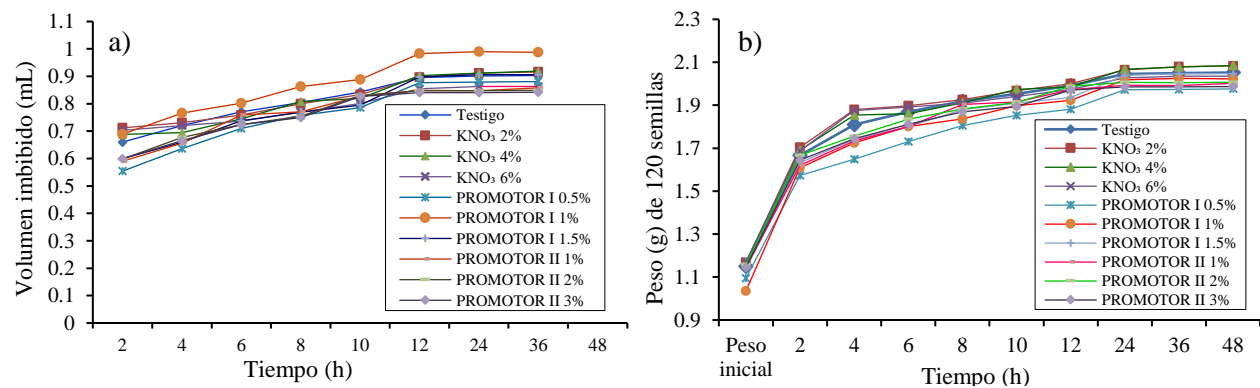 a)
Volumen imbibido (mL)
1.1
1
0.9
0.8
0.7
0.6
0.5
0.4
0.3
0.2
0.1
0
2 4 6 8 10 12 24 36 48
Tiempo (h)
Testigo
KNO₃ 2%
KNO₃ 4%
KNO₃ 6%
PROMOTOR I 0.5%
PROMOTOR I 1%
PROMOTOR I 1.5%
PROMOTOR II 1%
PROMOTOR II 2%
PROMOTOR II 3%
b)
Peso (g) de 120 semillas
2.3
2.1
1.9
1.7
1.5
1.3
1.1
0.9
Peso inicial 2 4 6 8 10 12 24 36 48
Tiempo (h)
Testigo
KNO₃ 2%
KNO₃ 4%
KNO₃ 6%
PROMOTOR I 0.5%
PROMOTOR I 1%
PROMOTOR I 1.5%
PROMOTOR II 1%
PROMOTOR II 2%
PROMOTOR II 3%